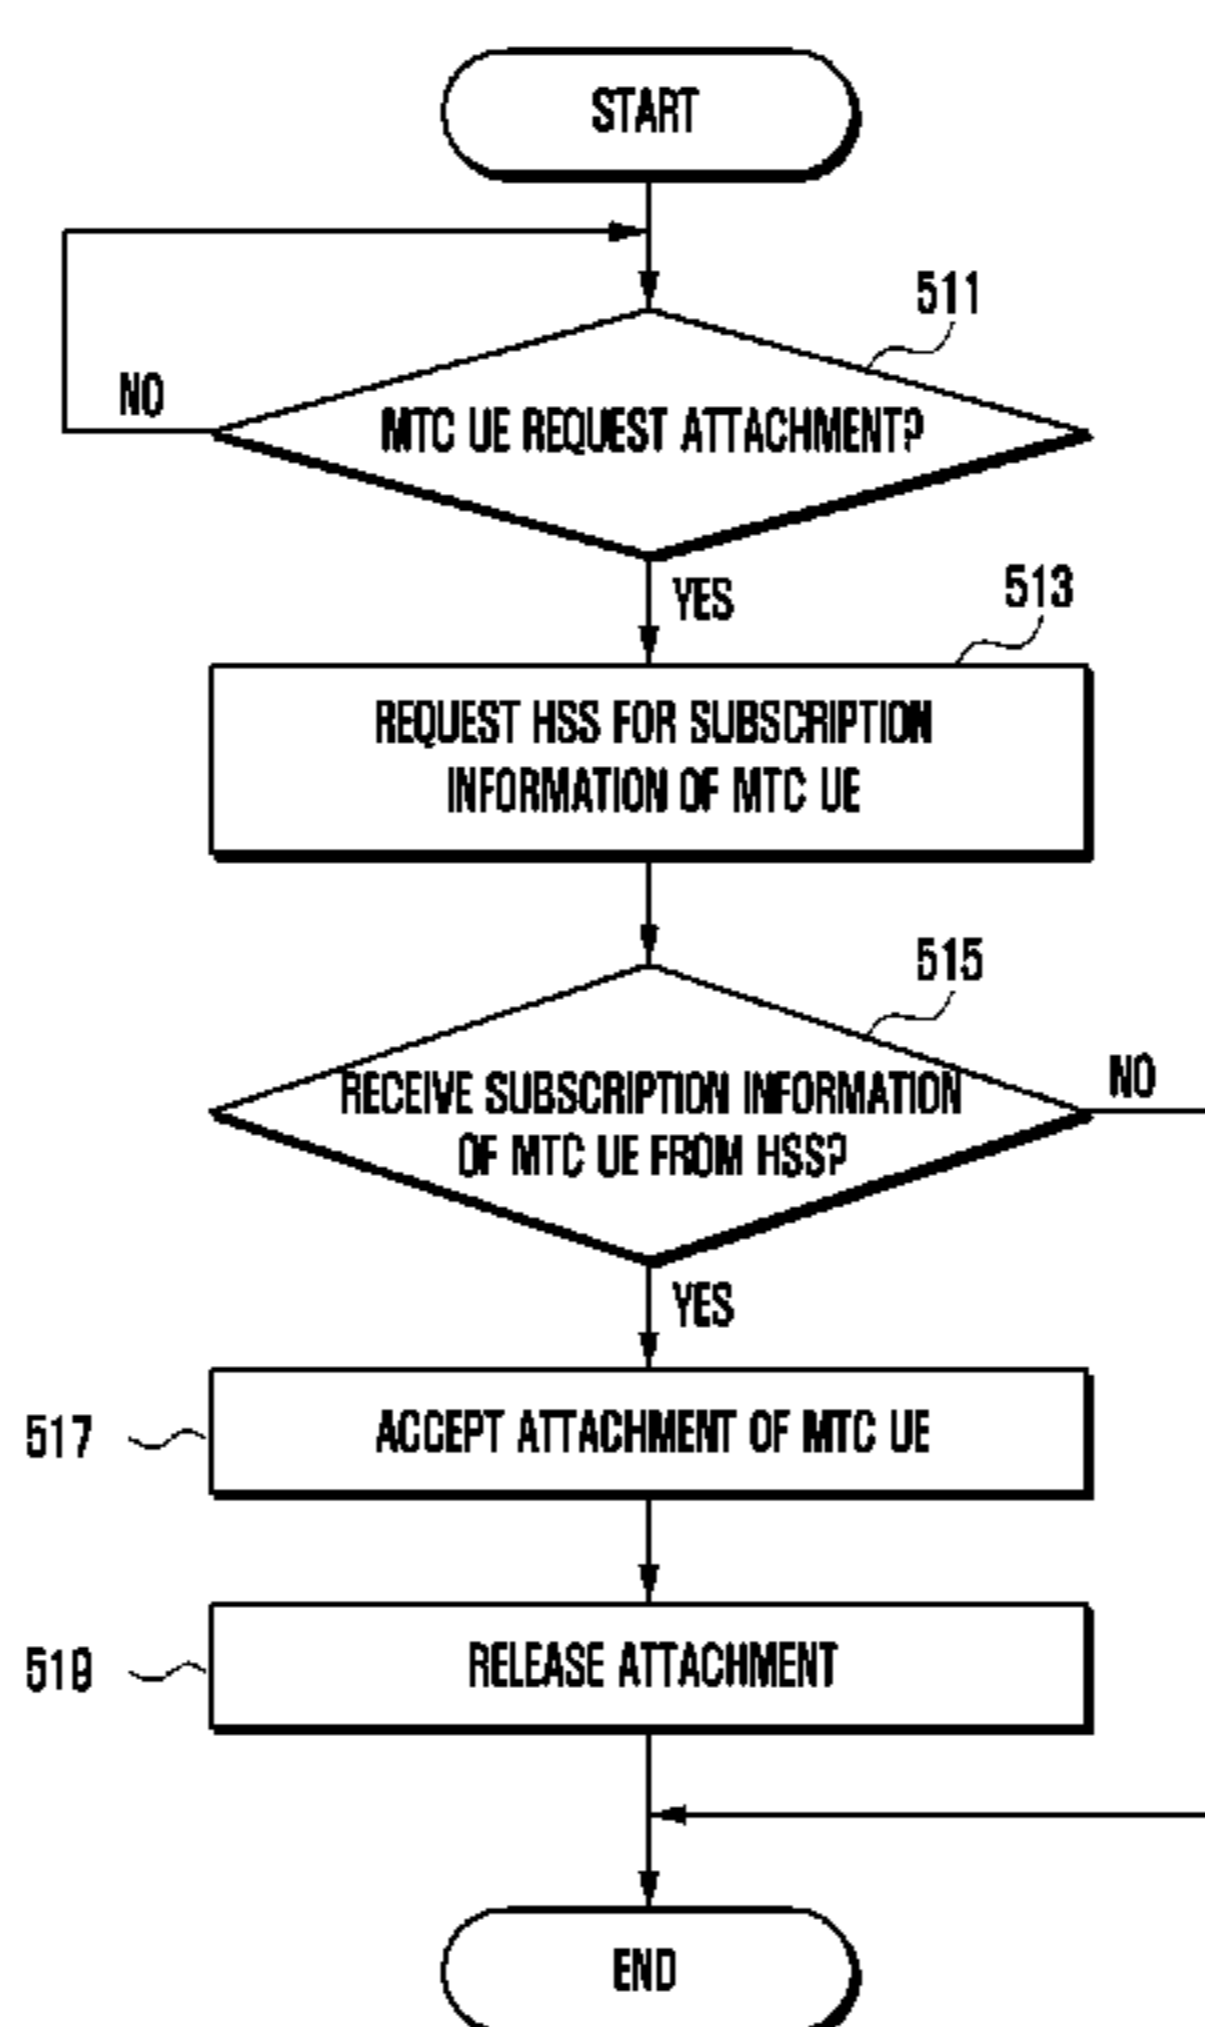 START
511
NO
MTC UE REQUEST ATTACHMENT?
YES
513
REQUEST HSS FOR SUBSCRIPTION
INFORMATION OF MTC UE
515
NO
RECEIVE SUBSCRIPTION INFORMATION
OF MTC UE FROM HSS?
YES
517
ACCEPT ATTACHMENT OF MTC UE
519
RELEASE ATTACHMENT
END